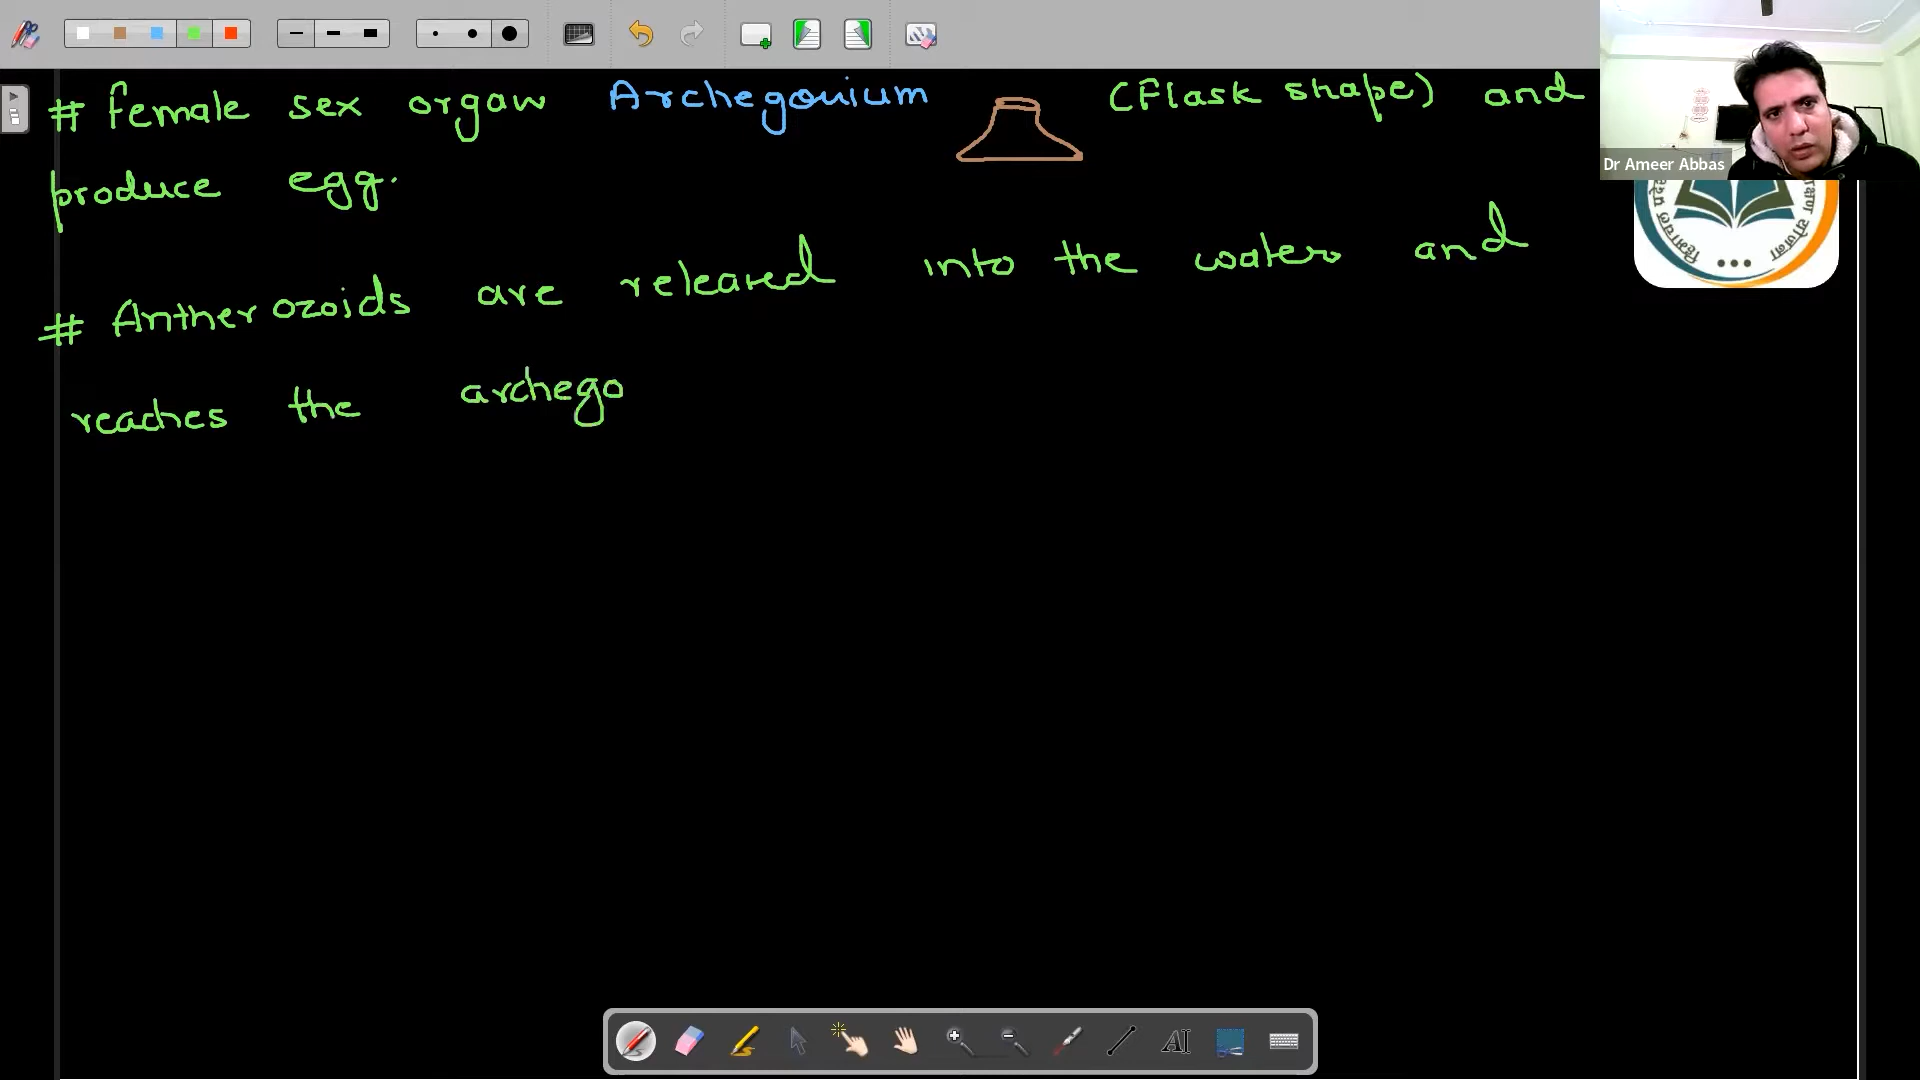 # Female sex organ Archegonium (Flask shape) and
Dr Ameer Abbas
produce egg.
# Antherozoids are released into the water and
reaches the archego